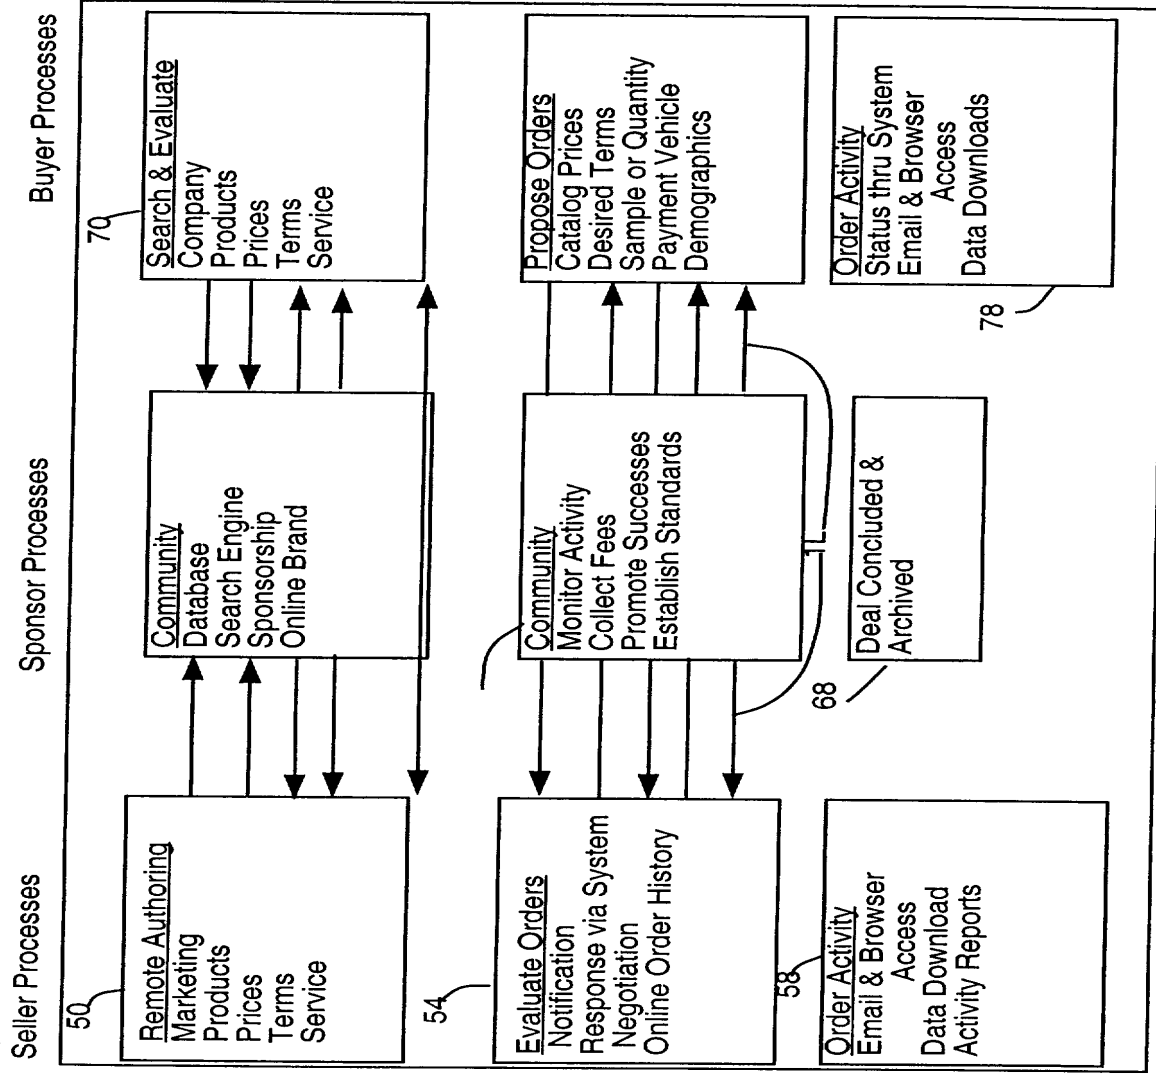 Seller Processes
Sponsor Processes
Buyer Processes
50
Remote Authoring
Marketing
Products
Prices
Terms
Service
Community
Database
Search Engine
Sponsorship
Online Brand
70
Search & Evaluate
Company
Products
Prices
Terms
Service
54
Evaluate Orders
Notification
Response via System
Negotiation
Online Order History
Community
Monitor Activity
Collect Fees
Promote Successes
Establish Standards
Propose Orders
Catalog Prices
Desired Terms
Sample or Quantity
Payment Vehicle
Demographics
58
Order Activity
Email & Browser
Access
Data Download
Activity Reports
68
Deal Concluded &
Archived
78
Order Activity
Status thru System
Email & Browser
Access
Data Downloads